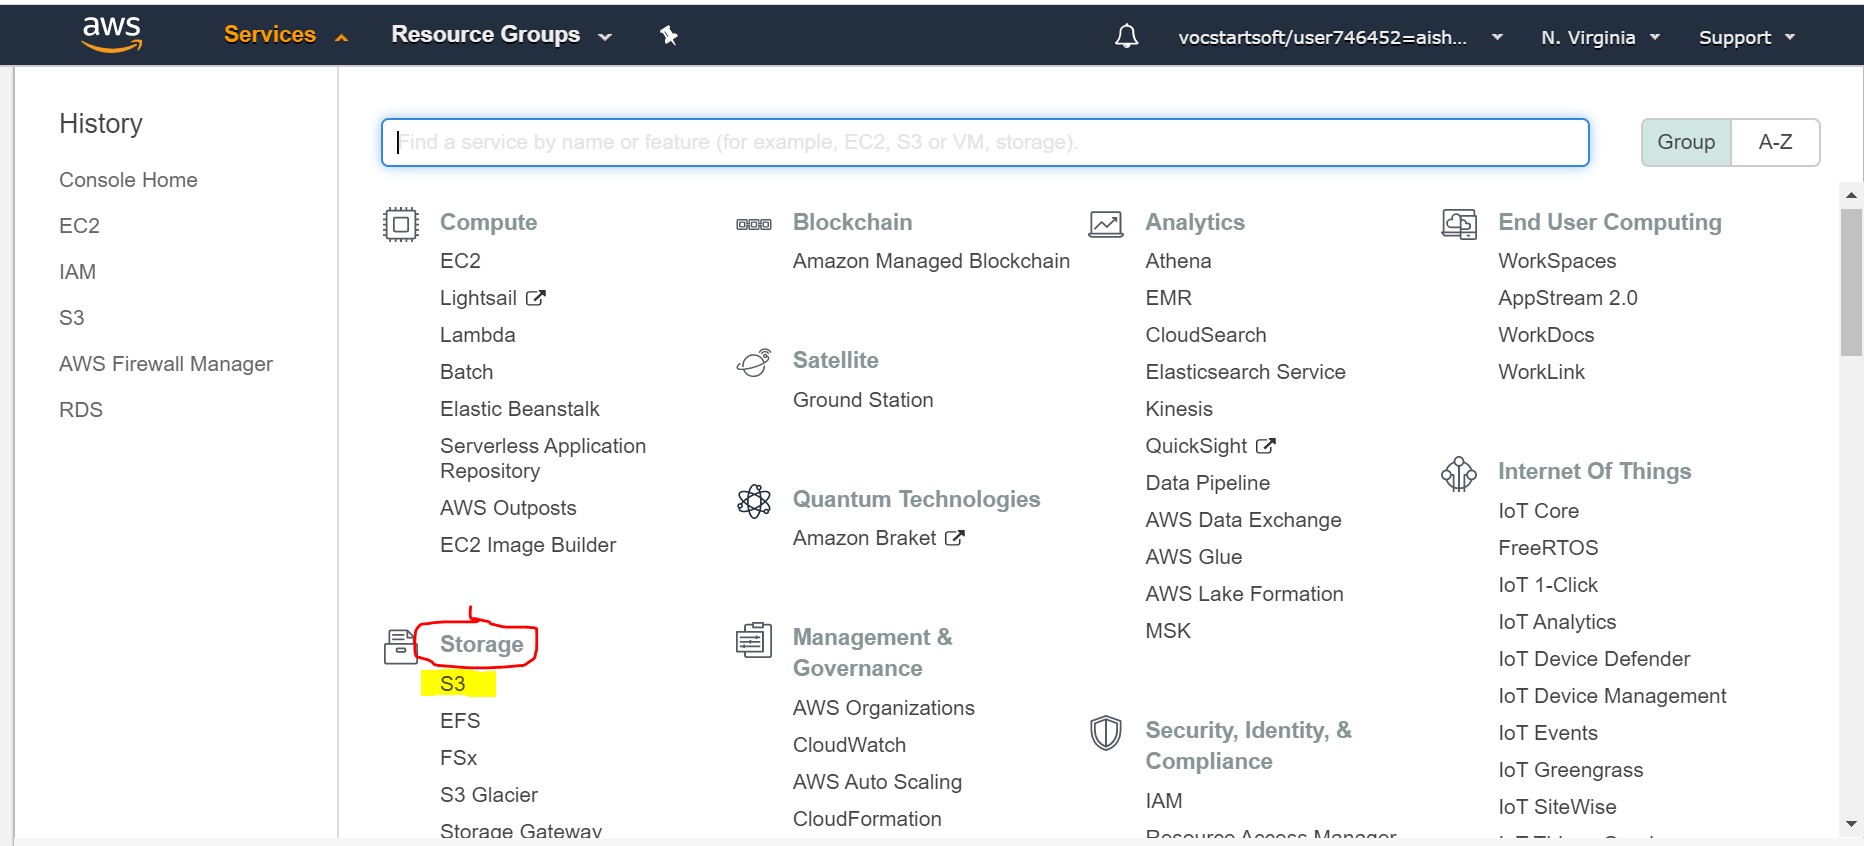 aws
Services
Resource Groups
vocstartsoft/user746452=aish...
N. Virginia
Support
History
Console Home
EC2
IAM
S3
AWS Firewall Manager
RDS
Find a service by name or feature (for example, EC2, S3 or VM, storage).
Group
A-Z
Compute
EC2
Lightsail
Lambda
Batch
Elastic Beanstalk
Serverless Application
Repository
AWS Outposts
EC2 Image Builder
Storage
S3
EFS
FSx
S3 Glacier
Storage Gateway
Blockchain
Amazon Managed Blockchain
Satellite
Ground Station
Quantum Technologies
Amazon Braket
Management &
Governance
AWS Organizations
CloudWatch
AWS Auto Scaling
CloudFormation
Analytics
Athena
EMR
CloudSearch
Elasticsearch Service
Kinesis
QuickSight
Data Pipeline
AWS Data Exchange
AWS Glue
AWS Lake Formation
MSK
Security, Identity, &
Compliance
IAM
Resource Access Manager
End User Computing
WorkSpaces
AppStream 2.0
WorkDocs
WorkLink
Internet Of Things
IoT Core
FreeRTOS
IoT 1-Click
IoT Analytics
IoT Device Defender
IoT Device Management
IoT Events
IoT Greengrass
IoT SiteWise